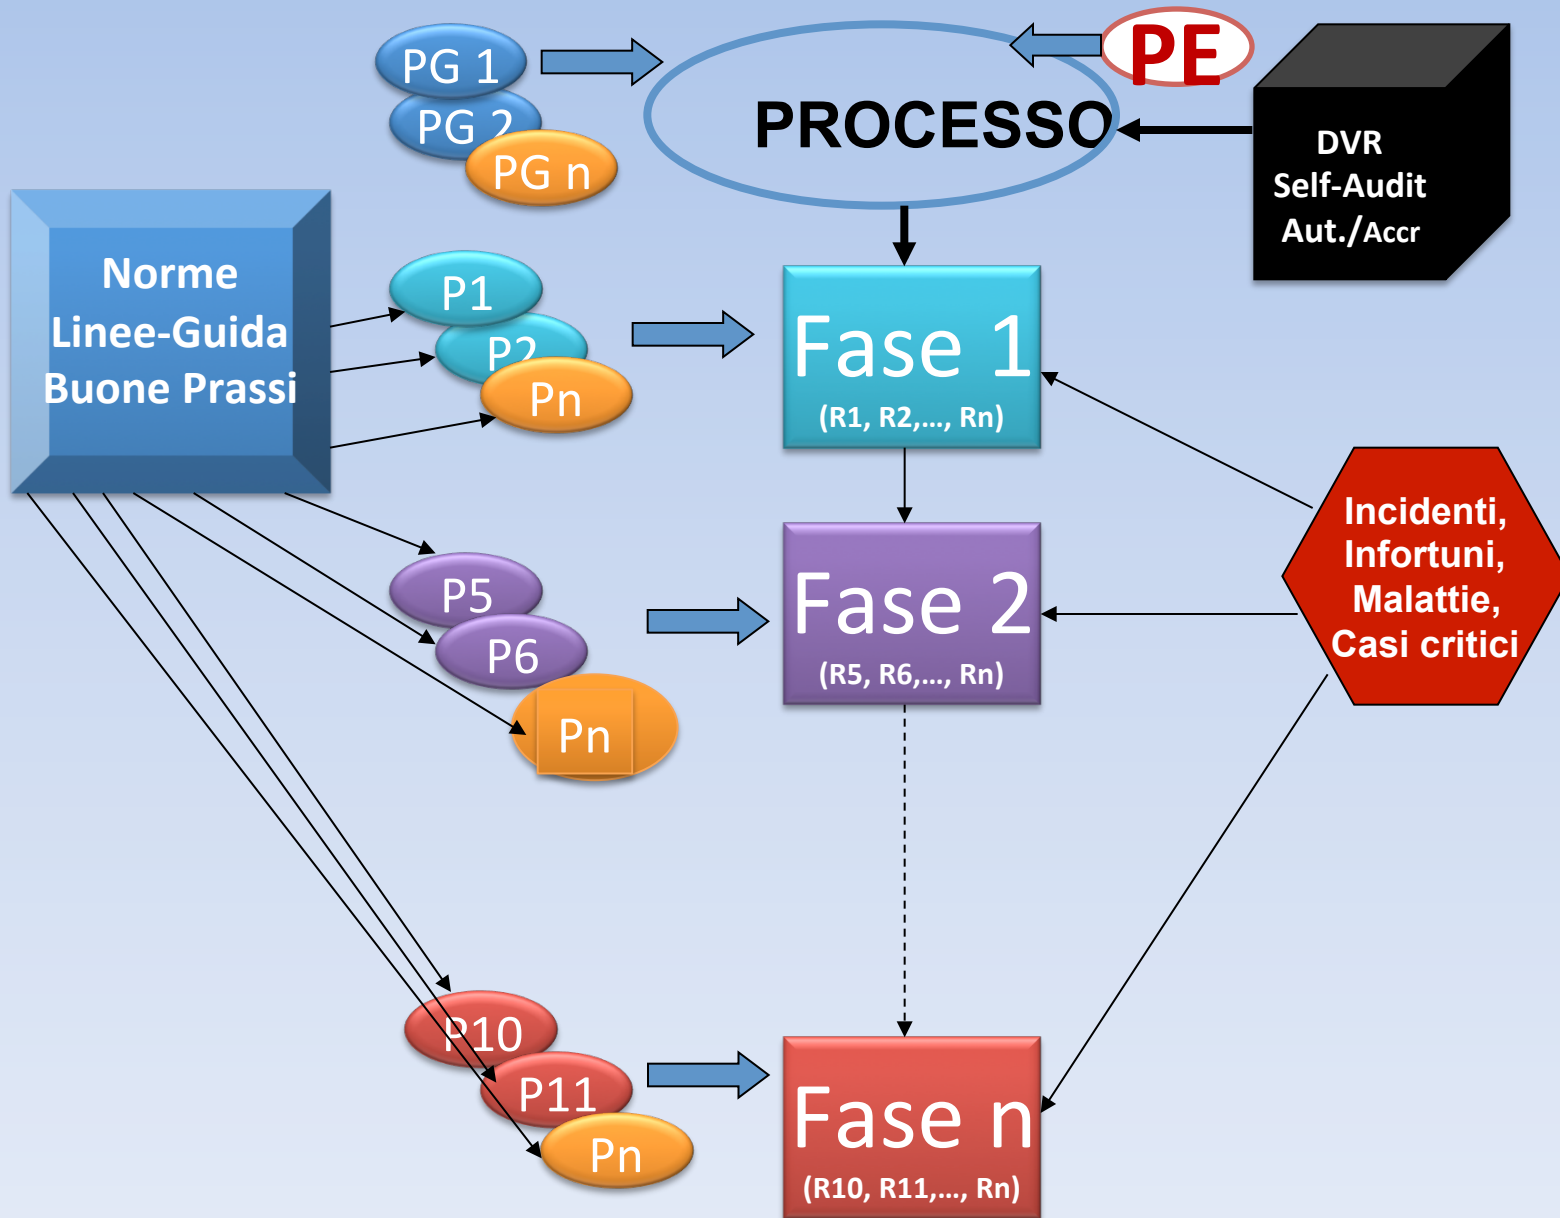 PG 1
PG 2
PG n
PROCESSO
PE
DVR
Self-Audit
Aut./Accr
Norme
Linee-Guida
Buone Prassi
P1
P2
Pn
Fase 1
(R1, R2,..., Rn)
P5
P6
Pn
Fase 2
(R5, R6,..., Rn)
Incidenti,
Infortuni,
Malattie,
Casi critici
P10
P11
Pn
Fase n
(R10, R11,..., Rn)